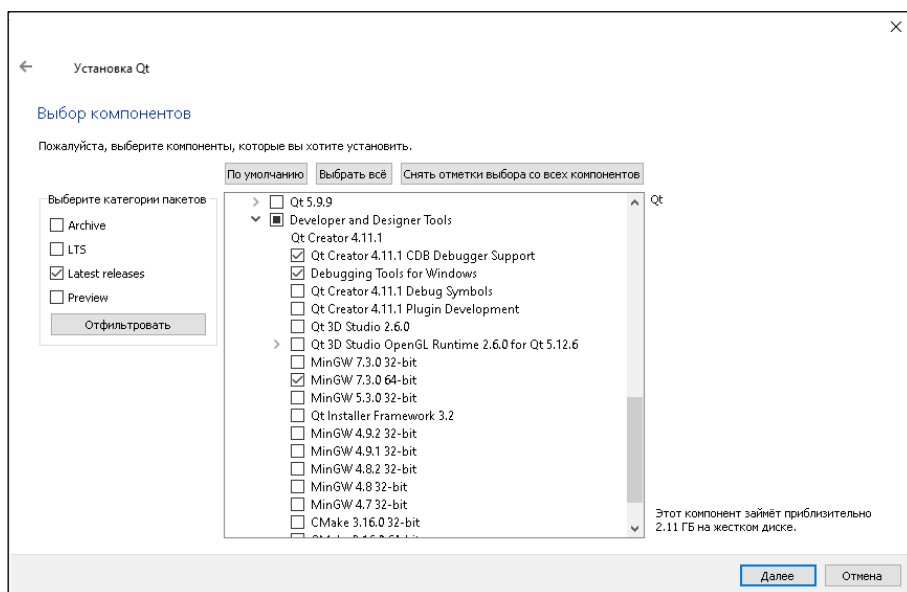 Установка Qt
Выбор компонентов
Пожалуйста, выберите компоненты, которые вы хотите установить.
По умолчанию
Выбрать всё
Снять отметки выбора со всех компонентов
Выберите категории пакетов
Archive
LTS
Latest releases
Preview
Отфильтровать
Qt 5.9.9
Developer and Designer Tools
Qt Creator 4.11.1
Qt Creator 4.11.1 CDB Debugger Support
Debugging Tools for Windows
Qt Creator 4.11.1 Debug Symbols
Qt Creator 4.11.1 Plugin Development
Qt 3D Studio 2.6.0
Qt 3D Studio OpenGL Runtime 2.6.0 for Qt 5.12.6
MinGW 7.3.0 32-bit
MinGW 7.3.0 64-bit
MinGW 5.3.0 32-bit
Qt Installer Framework 3.2
MinGW 4.9.2 32-bit
MinGW 4.9.1 32-bit
MinGW 4.8.2 32-bit
MinGW 4.8 32-bit
MinGW 4.7 32-bit
CMake 3.16.0 32-bit
Qt
Этот компонент займёт приблизительно
2.11 ГБ на жестком диске.
Далее
Отмена